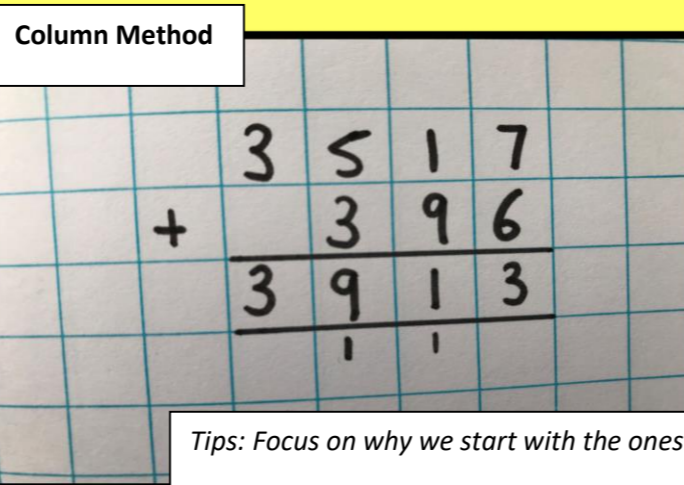 Column Method
3 5 1 7
+ 3 9 6
3 9 1 3
1 1
Tips: Focus on why we start with the ones